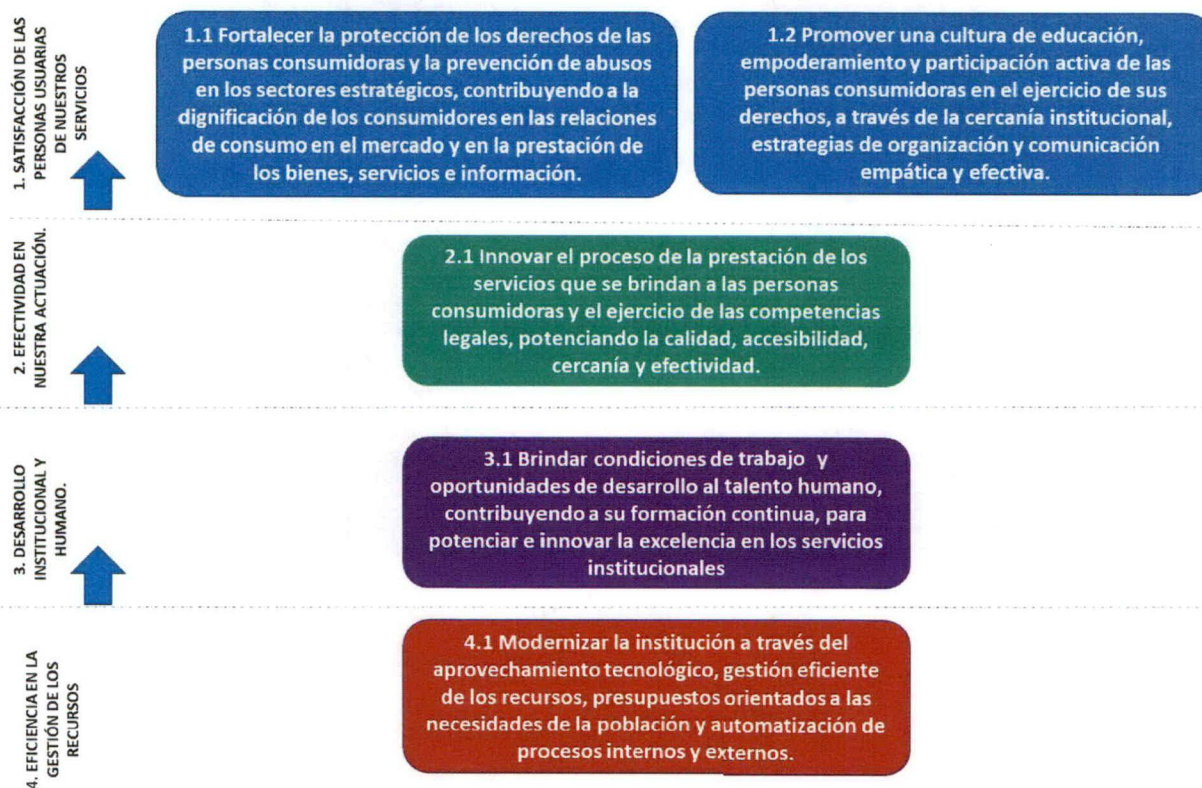 1. SATISFACCIÓN DE LAS
PERSONAS USUARIAS
DE NUESTROS
SERVICIOS
1.1 Fortalecer la protección de los derechos de las
personas consumidoras y la prevención de abusos
en los sectores estratégicos, contribuyendo a la
dignificación de los consumidores en las relaciones
de consumo en el mercado y en la prestación de
los bienes, servicios e información.
1.2 Promover una cultura de educación,
empoderamiento y participación activa de las
personas consumidoras en el ejercicio de sus
derechos, a través de la cercanía institucional,
estrategias de organización y comunicación
empática y efectiva.
2. EFECTIVIDAD EN
NUESTRA ACTUACIÓN.
2.1 Innovar el proceso de la prestación de los
servicios que se brindan a las personas
consumidoras y el ejercicio de las competencias
legales, potenciando la calidad, accesibilidad,
cercanía y efectividad.
3. DESARROLLO
INSTITUCIONAL Y
HUMANO.
3.1 Brindar condiciones de trabajo y
oportunidades de desarrollo al talento humano,
contribuyendo a su formación continua, para
potenciar e innovar la excelencia en los servicios
institucionales
4. EFICIENCIA EN LA
GESTIÓN DE LOS
RECURSOS
4.1 Modernizar la institución a través del
aprovechamiento tecnológico, gestión eficiente
de los recursos, presupuestos orientados a las
necesidades de la población y automatización de
procesos internos y externos.